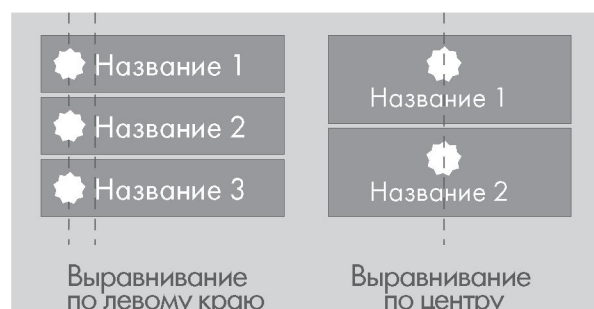 Название 1
Название 2
Название 3
Выравнивание
по левому краю
Название 1
Название 2
Выравнивание
по центру